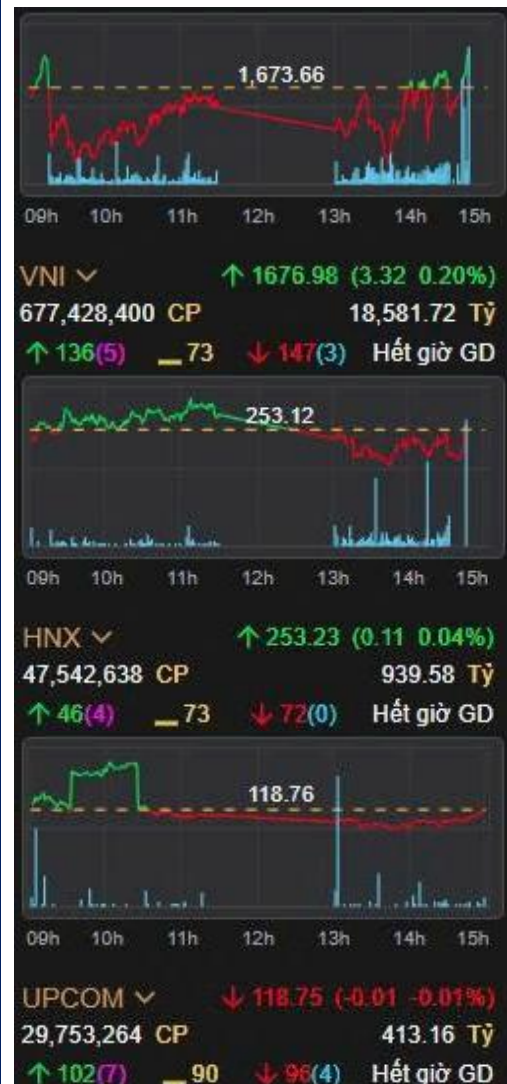 1,673.66
09h 10h 11h 12h 13h 14h 15h
VNI ↑ 1676.98 (3.32 0.20%)
677,428,400 CP 18,581.72 Tỷ
↑ 136(5) 73 ↓ 147(3) Hết giờ GD
253.12
09h 10h 11h 12h 13h 14h 15h
HNX ↑ 253.23 (0.11 0.04%)
47,542,638 CP 939.58 Tỷ
↑ 46(4) 73 ↓ 72(0) Hết giờ GD
118.76
09h 10h 11h 12h 13h 14h 15h
UPCOM ↓ 118.75 (-0.01 -0.01%)
29,753,264 CP 413.16 Tỷ
↑ 102(7) 90 ↓ 96(4) Hết giờ GD